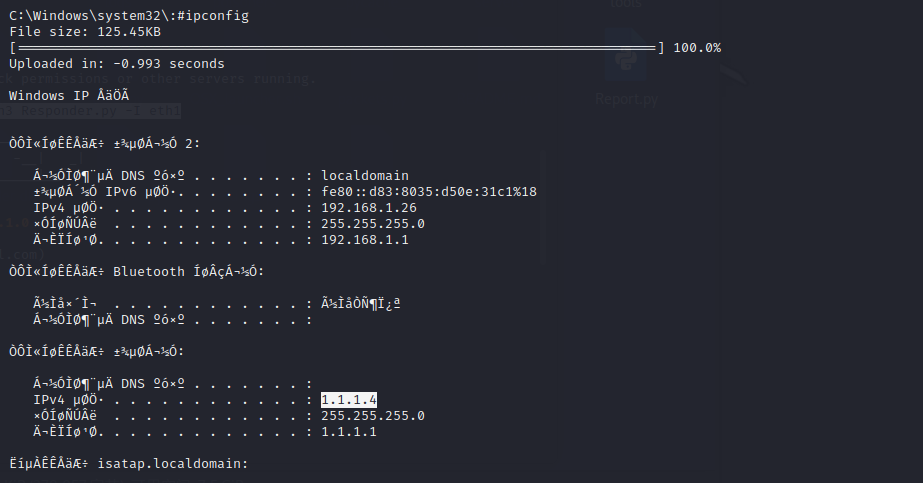 C:\Windows\system32\:#ipconfig
File size: 125.45KB
[==============================================================================] 100.0%
Uploaded in: -0.993 seconds
Windows IP ÅäÖÃ
ÒÔÌ«ÍøÊÊÅäÆ÷ ±¾µØÁ¬½Ó 2:
Á¬½ÓÌØ¶¨µÄ DNS ºó×º . . . . . . . : localdomain
±¾µØÁ´½Ó IPv6 µØÖ·. . . . . . . . : fe80::d83:8035:d50e:31c1%18
IPv4 µØÖ· . . . . . . . . . . . . : 192.168.1.26
×ÓÍøÑÚÂë  . . . . . . . . . . . . : 255.255.255.0
Ä¬ÈÏÍø¹Ø. . . . . . . . . . . . . : 192.168.1.1
ÒÔÌ«ÍøÊÊÅäÆ÷ Bluetooth ÍøÂçÁ¬½Ó:
Ã½Ìå×´Ì¬  . . . . . . . . . . . . : Ã½ÌåÒÑ¶Ï¿ª
Á¬½ÓÌØ¶¨µÄ DNS ºó×º . . . . . . . :
ÒÔÌ«ÍøÊÊÅäÆ÷ ±¾µØÁ¬½Ó:
Á¬½ÓÌØ¶¨µÄ DNS ºó×º . . . . . . . :
IPv4 µØÖ· . . . . . . . . . . . . : 1.1.1.4
×ÓÍøÑÚÂë  . . . . . . . . . . . . : 255.255.255.0
Ä¬ÈÏÍø¹Ø. . . . . . . . . . . . . : 1.1.1.1
ËíµÀÊÊÅäÆ÷ isatap.localdomain:
Tools
Report.py